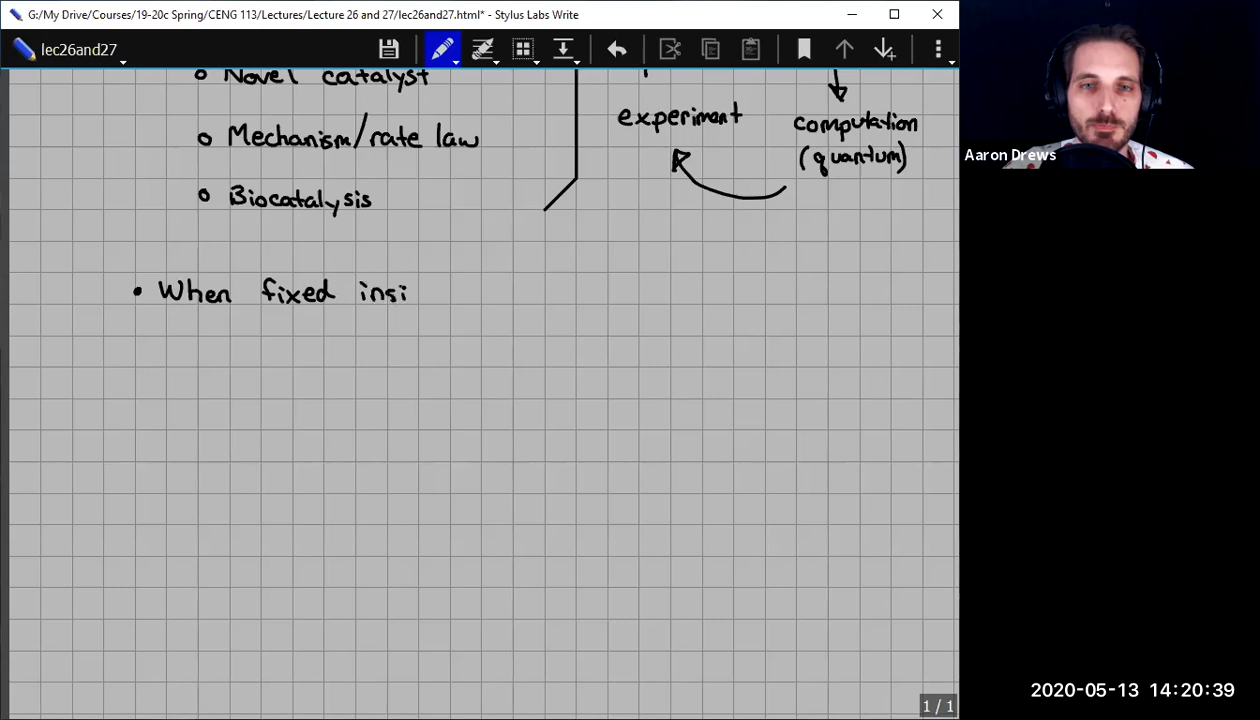 G:/My Drive/Courses/19-20c Spring/CENG 113/Lectures/Lecture 26 and 27/lec26and27.html* - Stylus Labs Write
lec26and27
Novel catalyst
Mechanism/rate law
Biocatalysis
experiment
computation
(quantum)
• When fixed insi
Aaron Drews
2020-05-13 14:20:39
1 / 1